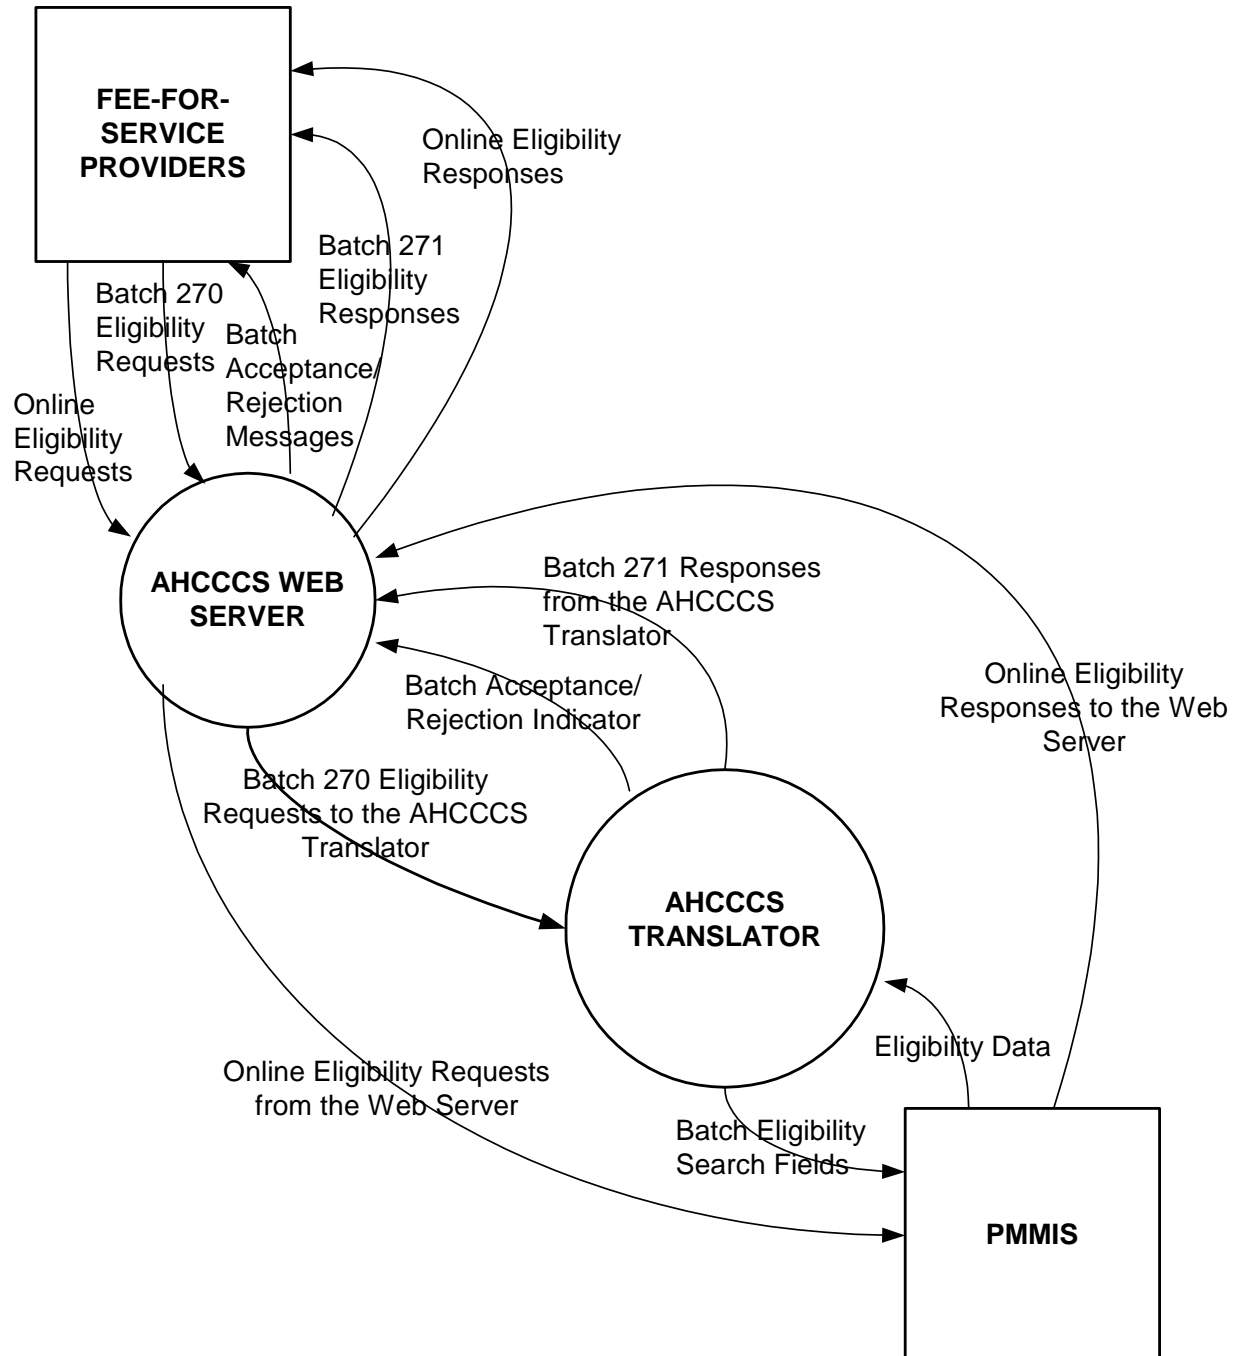 FEE-FOR-
SERVICE
PROVIDERS
Online Eligibility
Responses
Batch 271
Eligibility
Responses
Batch 270
Eligibility
Requests
Batch
Acceptance/
Rejection
Messages
Online
Eligibility
Requests
AHCCCS WEB
SERVER
Batch 271 Responses
from the AHCCCS
Translator
Batch Acceptance/
Rejection Indicator
Online Eligibility
Responses to the Web
Server
Batch 270 Eligibility
Requests to the AHCCCS
Translator
AHCCCS
TRANSLATOR
Eligibility Data
Online Eligibility Requests
from the Web Server
Batch Eligibility
Search Fields
PMMIS